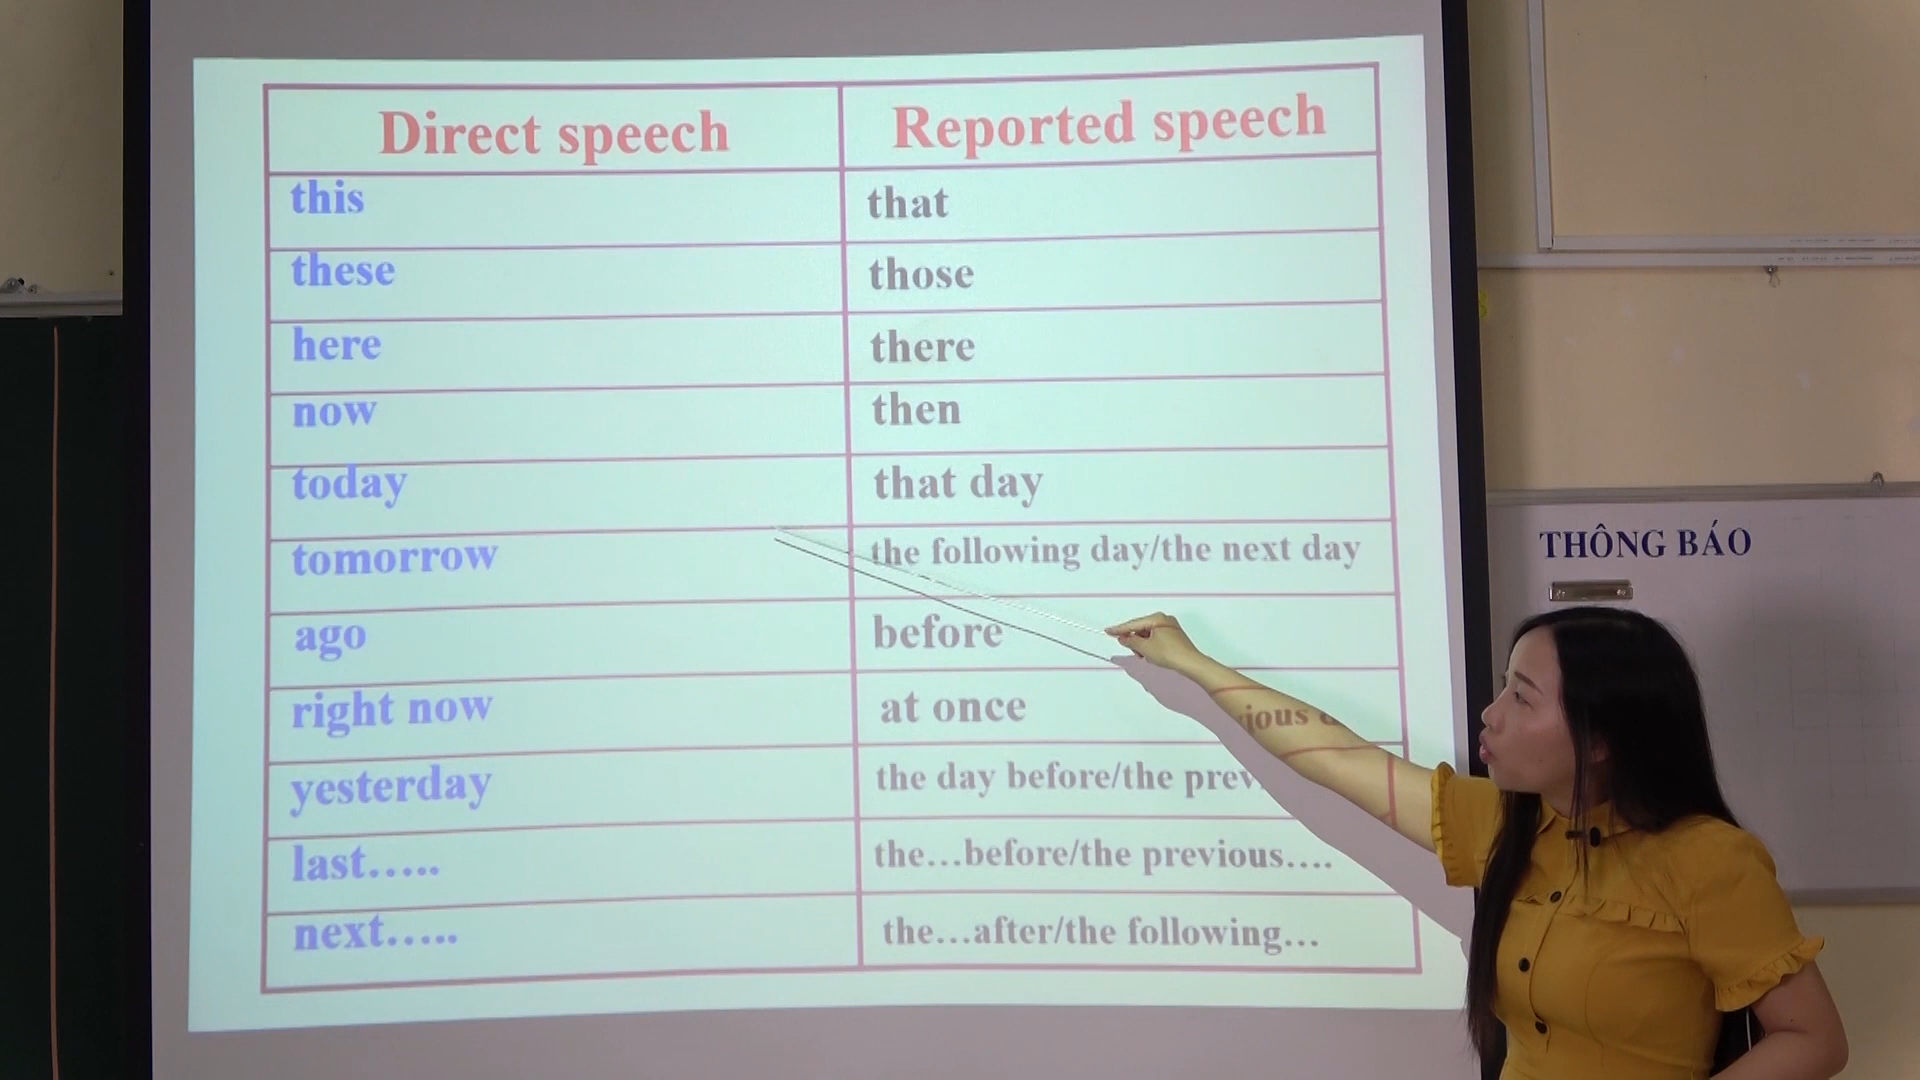 Direct speech Reported speech
this that
these those
here there
now then
today that day
tomorrow the following day/the next day
ago before
right now at once
yesterday the day before/the
last..... the...before/the previous....
next..... the...after/the following...
THÔNG BÁO